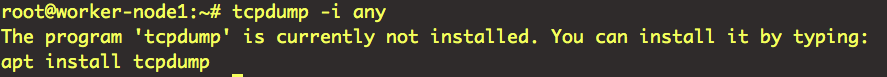 root@worker-node1:~# tcpdump -i any
The program 'tcpdump' is currently not installed. You can install it by typing:
apt install tcpdump